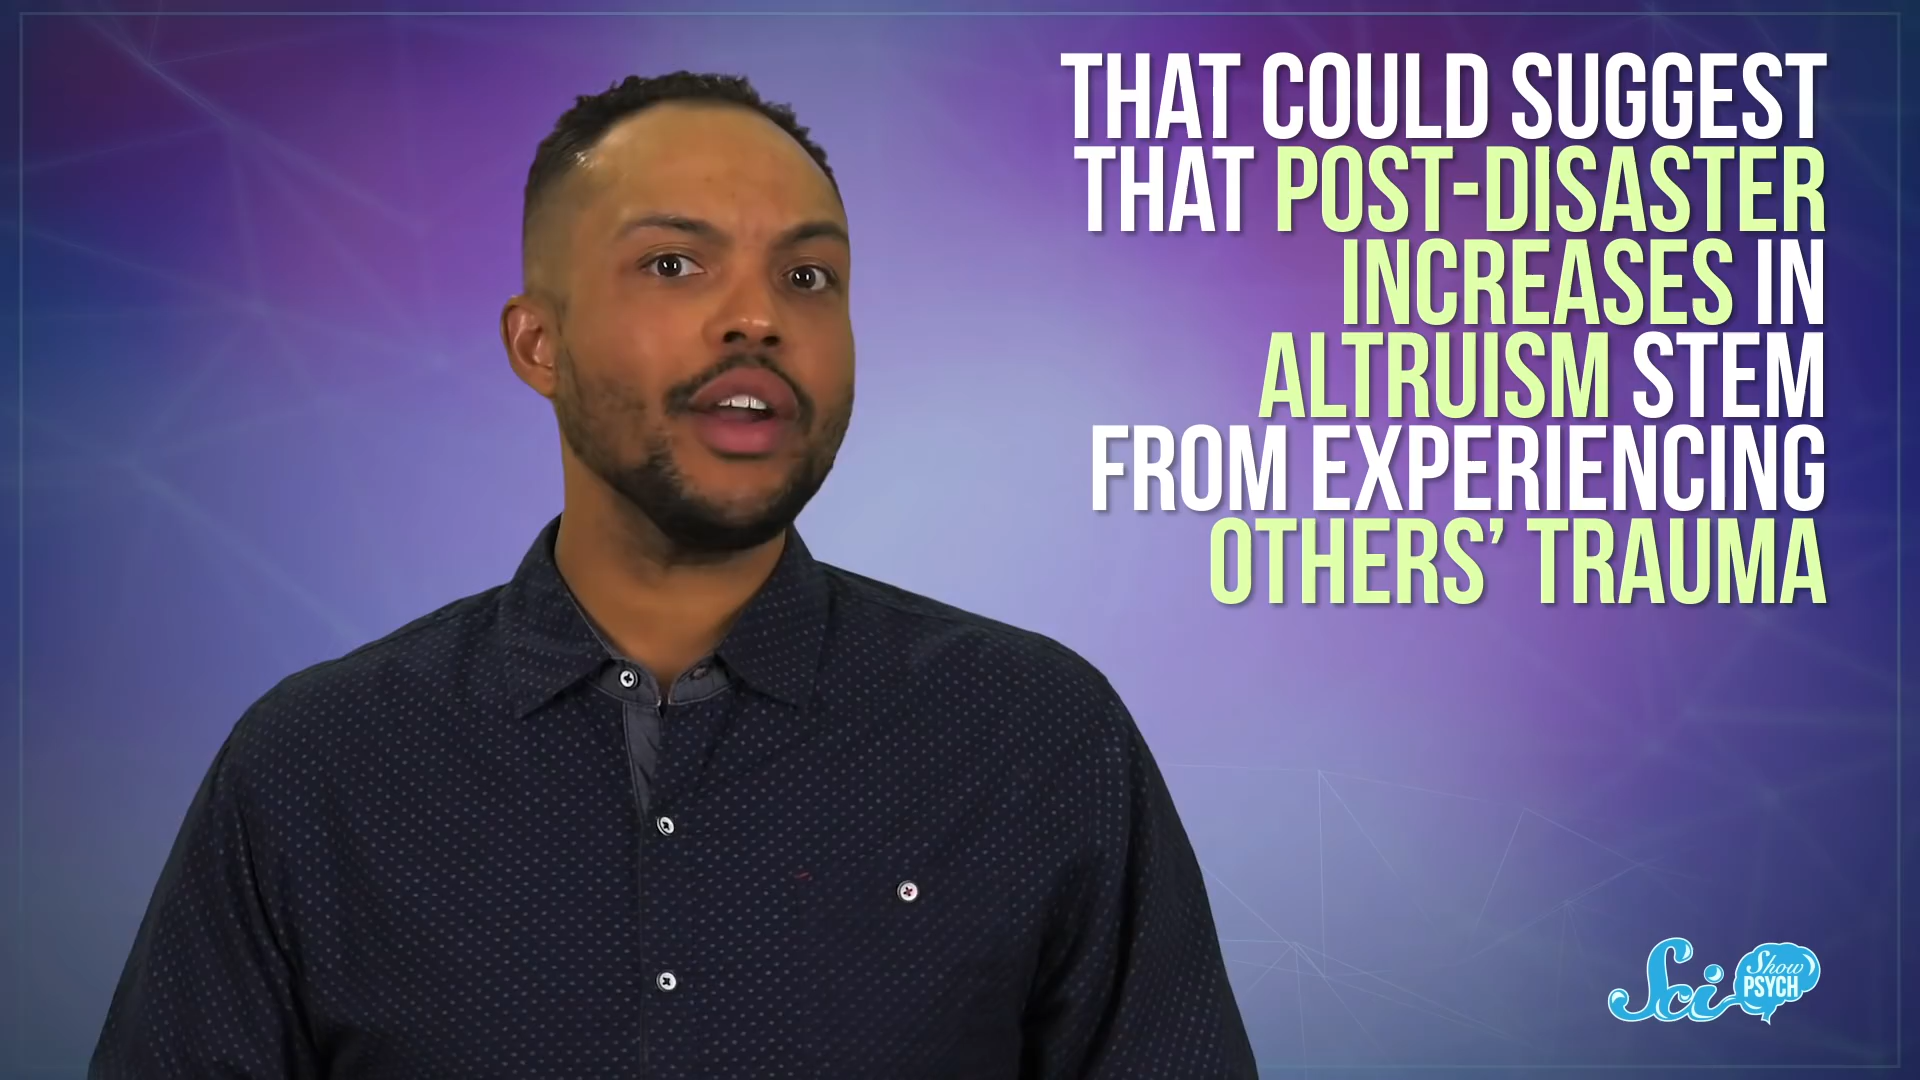 THAT COULD SUGGEST
THAT POST-DISASTER
INCREASES IN
ALTRUISM STEM
FROM EXPERIENCING
OTHERS’ TRAUMA
Sci Show
PSYCH